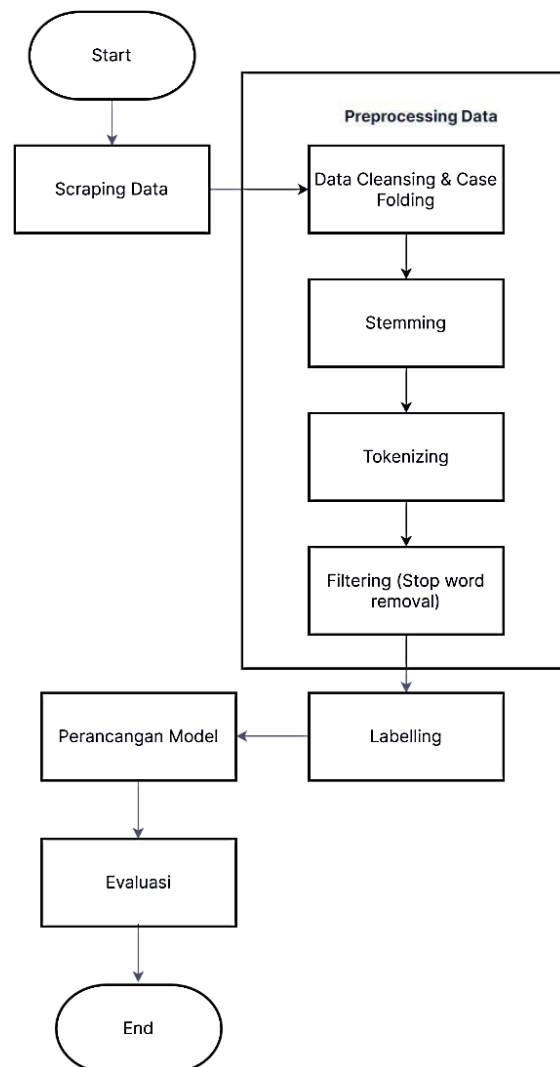 Start
Preprocessing Data
Scraping Data
Data Cleansing & Case
Folding
Stemming
Tokenizing
Filtering (Stop word
removal)
Labelling
Perancangan Model
Evaluasi
End